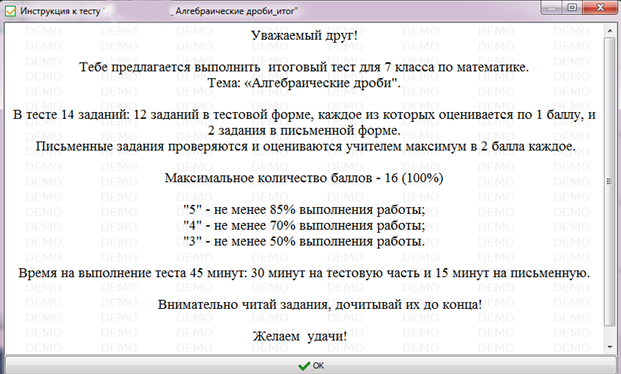 Инструкция к тесту " _ Алгебраические дроби_итог"
Уважаемый друг!
Тебе предлагается выполнить итоговый тест для 7 класса по математике.
Тема: «Алгебраические дроби".
В тесте 14 заданий: 12 заданий в тестовой форме, каждое из которых оценивается по 1 баллу, и
2 задания в письменной форме.
Письменные задания проверяются и оцениваются учителем максимум в 2 балла каждое.
Максимальное количество баллов - 16 (100%)
"5" - не менее 85% выполнения работы;
"4" - не менее 70% выполнения работы;
"3" - не менее 50% выполнения работы.
Время на выполнение теста 45 минут: 30 минут на тестовую часть и 15 минут на письменную.
Внимательно читай задания, дочитывай их до конца!
Желаем удачи!
OK